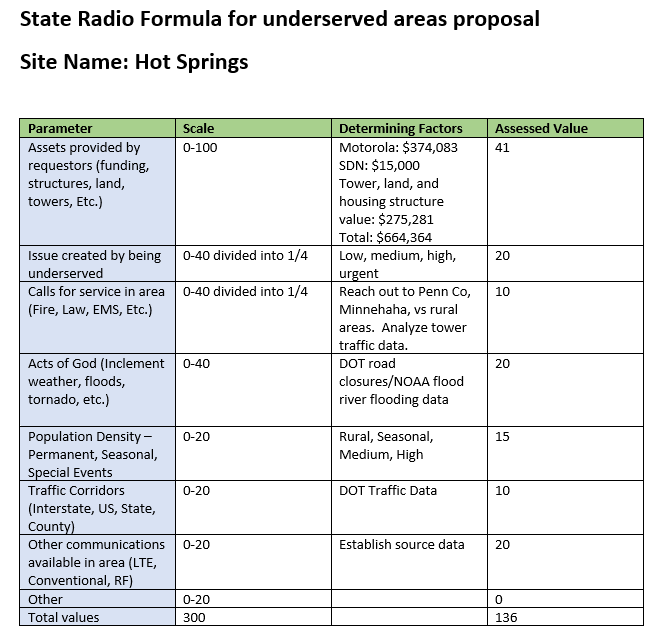 State Radio Formula for underserved areas proposal
Site Name: Hot Springs
Parameter Scale Determining Factors Assessed Value
Assets provided by
requestors (funding,
structures, land,
towers, Etc.)
0-100
Motorola: $374,083
SDN: $15,000
Tower, land, and
housing structure
value: $275,281
Total: $664,364
41
Issue created by being
underserved
0-40 divided into 1/4
Low, medium, high,
urgent
20
Calls for service in area
(Fire, Law, EMS, Etc.)
0-40 divided into 1/4
Reach out to Penn Co,
Minnehaha, vs rural
areas.  Analyze tower
traffic data.
10
Acts of God (Inclement
weather, floods,
tornado, etc.)
0-40
DOT road
closures/NOAA flood
river flooding data
20
Population Density –
Permanent, Seasonal,
Special Events
0-20
Rural, Seasonal,
Medium, High
15
Traffic Corridors
(Interstate, US, State,
County)
0-20
DOT Traffic Data
10
Other communications
available in area (LTE,
Conventional, RF)
0-20
Establish source data
20
Other 0-20 0
Total values 300 136